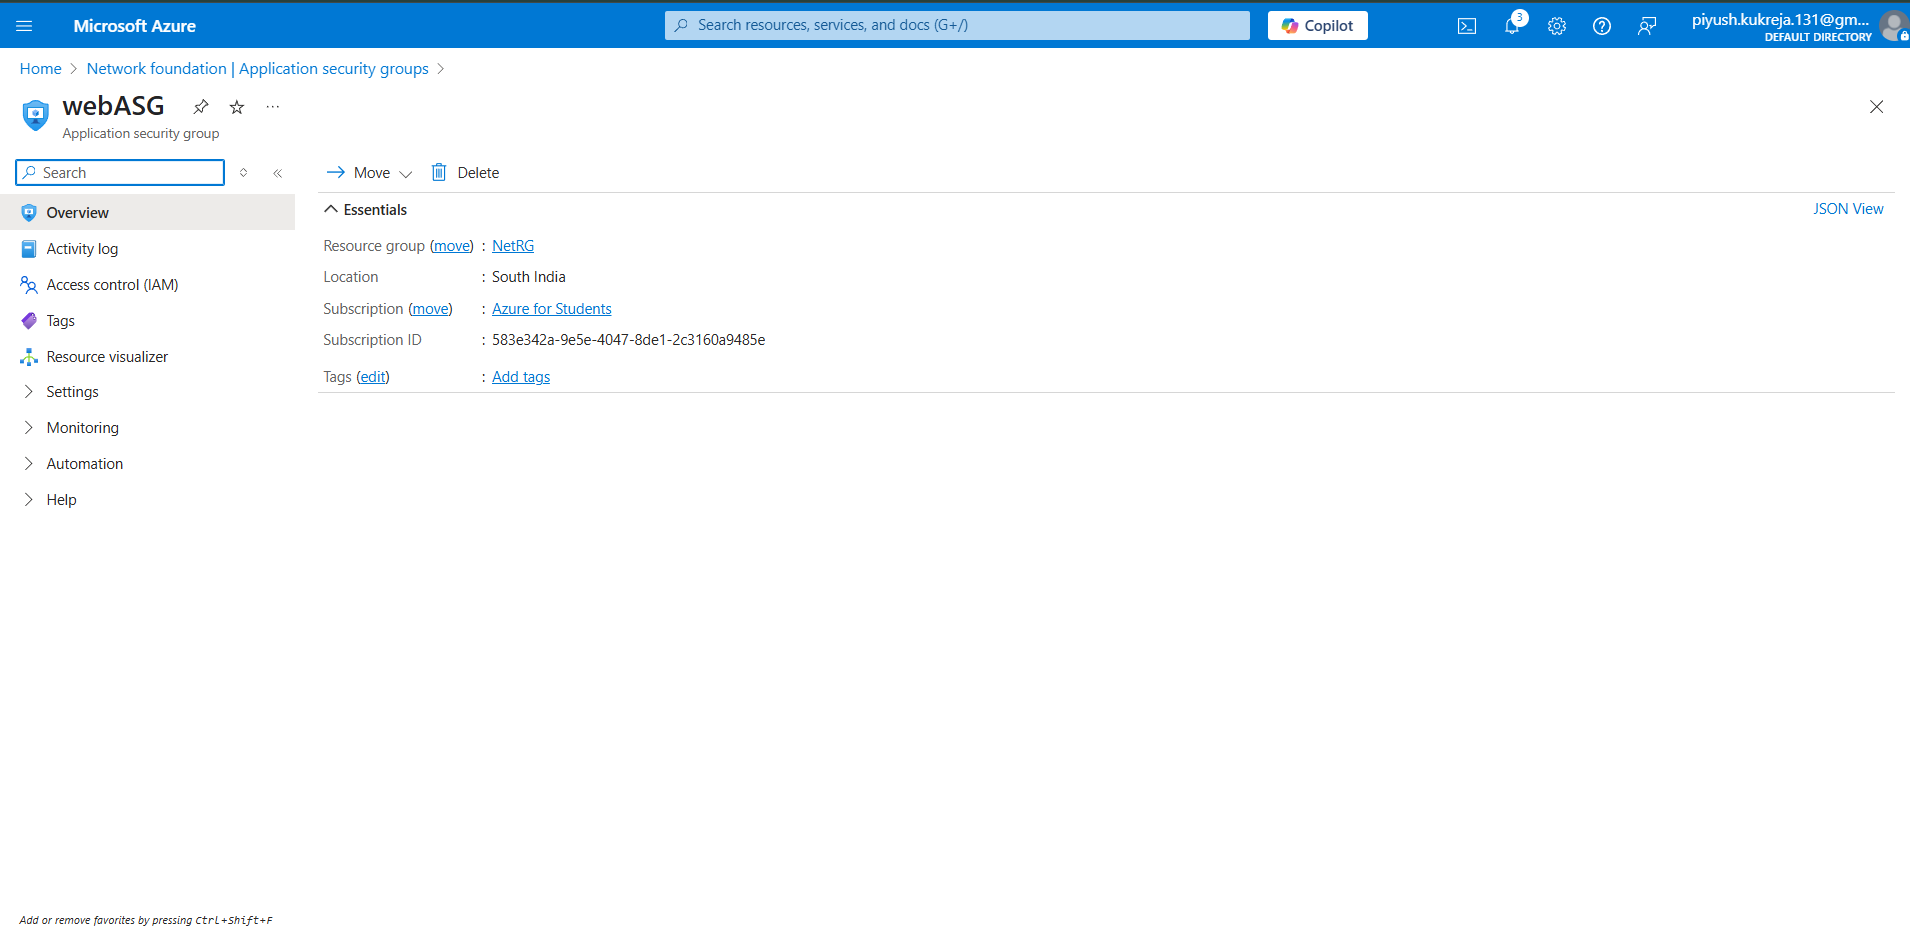 Microsoft Azure
Search resources, services, and docs (G+/)
Copilot
3
piyush.kukreja.131@gm...
DEFAULT DIRECTORY
Home > Network foundation | Application security groups >
webASG
...
Application security group
Search
Move
Delete
Overview
Activity log
Access control (IAM)
Tags
Resource visualizer
Settings
Monitoring
Automation
Help
Essentials
JSON View
Resource group (move) : NetRG
Location : South India
Subscription (move) : Azure for Students
Subscription ID : 583e342a-9e5e-4047-8de1-2c3160a9485e
Tags (edit) : Add tags
Add or remove favorites by pressing Ctrl+Shift+F